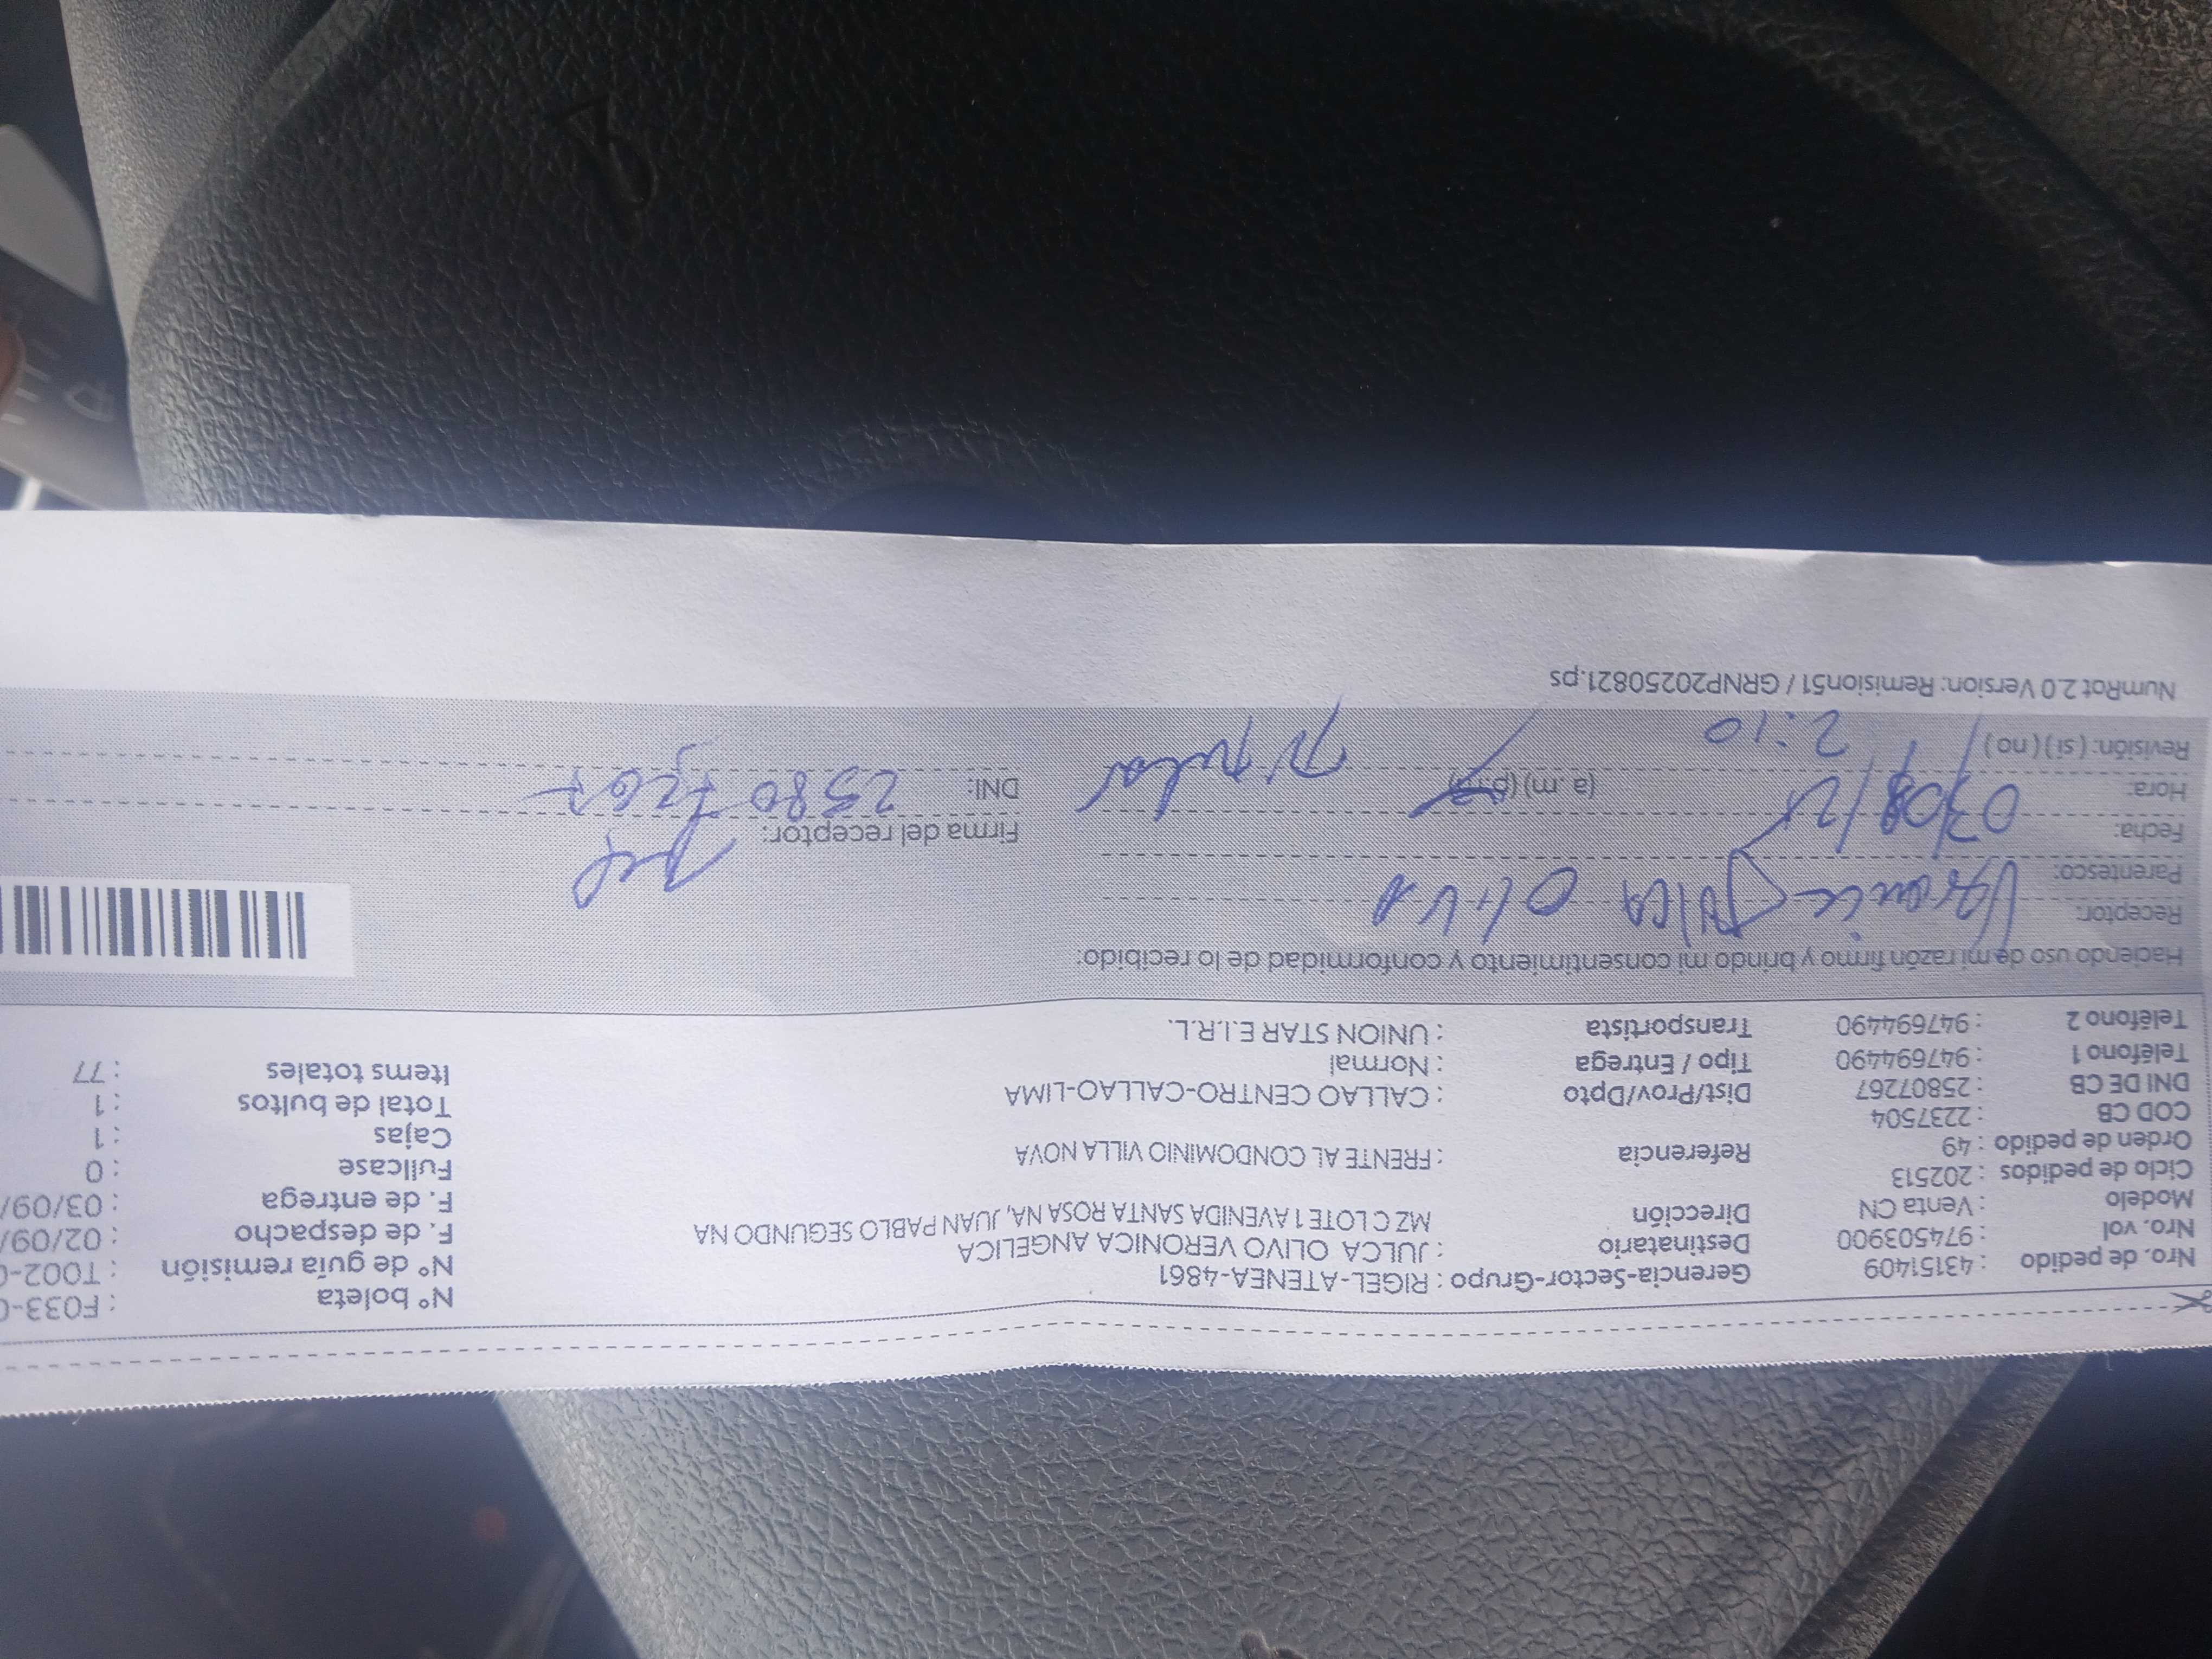 Nro. de pedido : 43151409 Gerencia-Sector-Grupo : RIGEL-ATENEA-4861 N° boleta : F033-
Nro. vol : 974503900 Destinatario : JULCA OLIVO VERONICA ANGELICA N° de guía remisión : T002-
Modelo : Venta CN Dirección MZ C LOTE 1 AVENIDA SANTA ROSA NA, JUAN PABLO SEGUNDO NA F. de despacho : 02/09/
Ciclo de pedidos : 202513 F. de entrega : 03/09/
Orden de pedido : 49 Referencia : FRENTE AL CONDOMINIO VILLA NOVA Fullcase : 0
COD CB : 2237504 Cajas : 1
DNI DE CB : 25807267 Dist/Prov/Dpto : CALLAO CENTRO-CALLAO-LIMA Total de bultos : 1
Teléfono 1 : 947694490 Tipo / Entrega : Normal Items totales : 77
Teléfono 2 : 947694490 Transportista : UNION STAR E.I.R.L.
Haciendo uso de mi razón firmo y brindo mi consentimiento y conformidad de lo recibido:
Receptor: Julca
Parentesco:
Fecha: Firma del receptor:
Hora: (a.m) (p. DNI: 25807267
Revisión: ( si ) ( no ) 2:10
NumRot 2.0 Version: Remision51 / GRNP20250821.ps